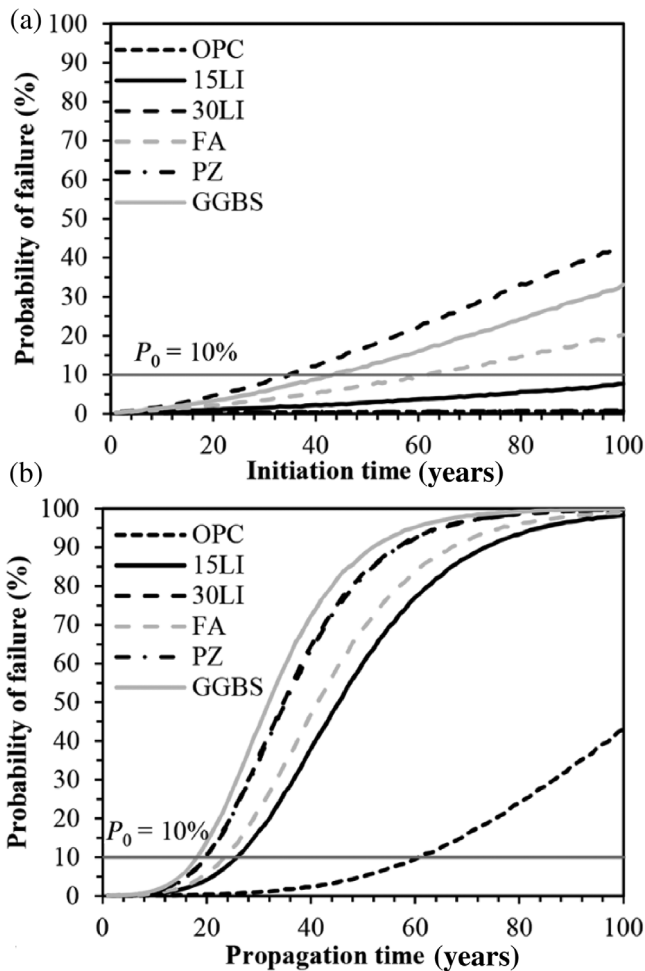 (a)
100
90
80
70
60
50
40
30
20
10
0
Probability of failure (%)
OPC
15LI
30LI
FA
PZ
GGBS
P0 = 10%
0 20 40 60 80 100
Initiation time (years)
(b)
100
90
80
70
60
50
40
30
20
10
0
Probability of failure (%)
OPC
15LI
30LI
FA
PZ
GGBS
P0 = 10%
0 20 40 60 80 100
Propagation time (years)